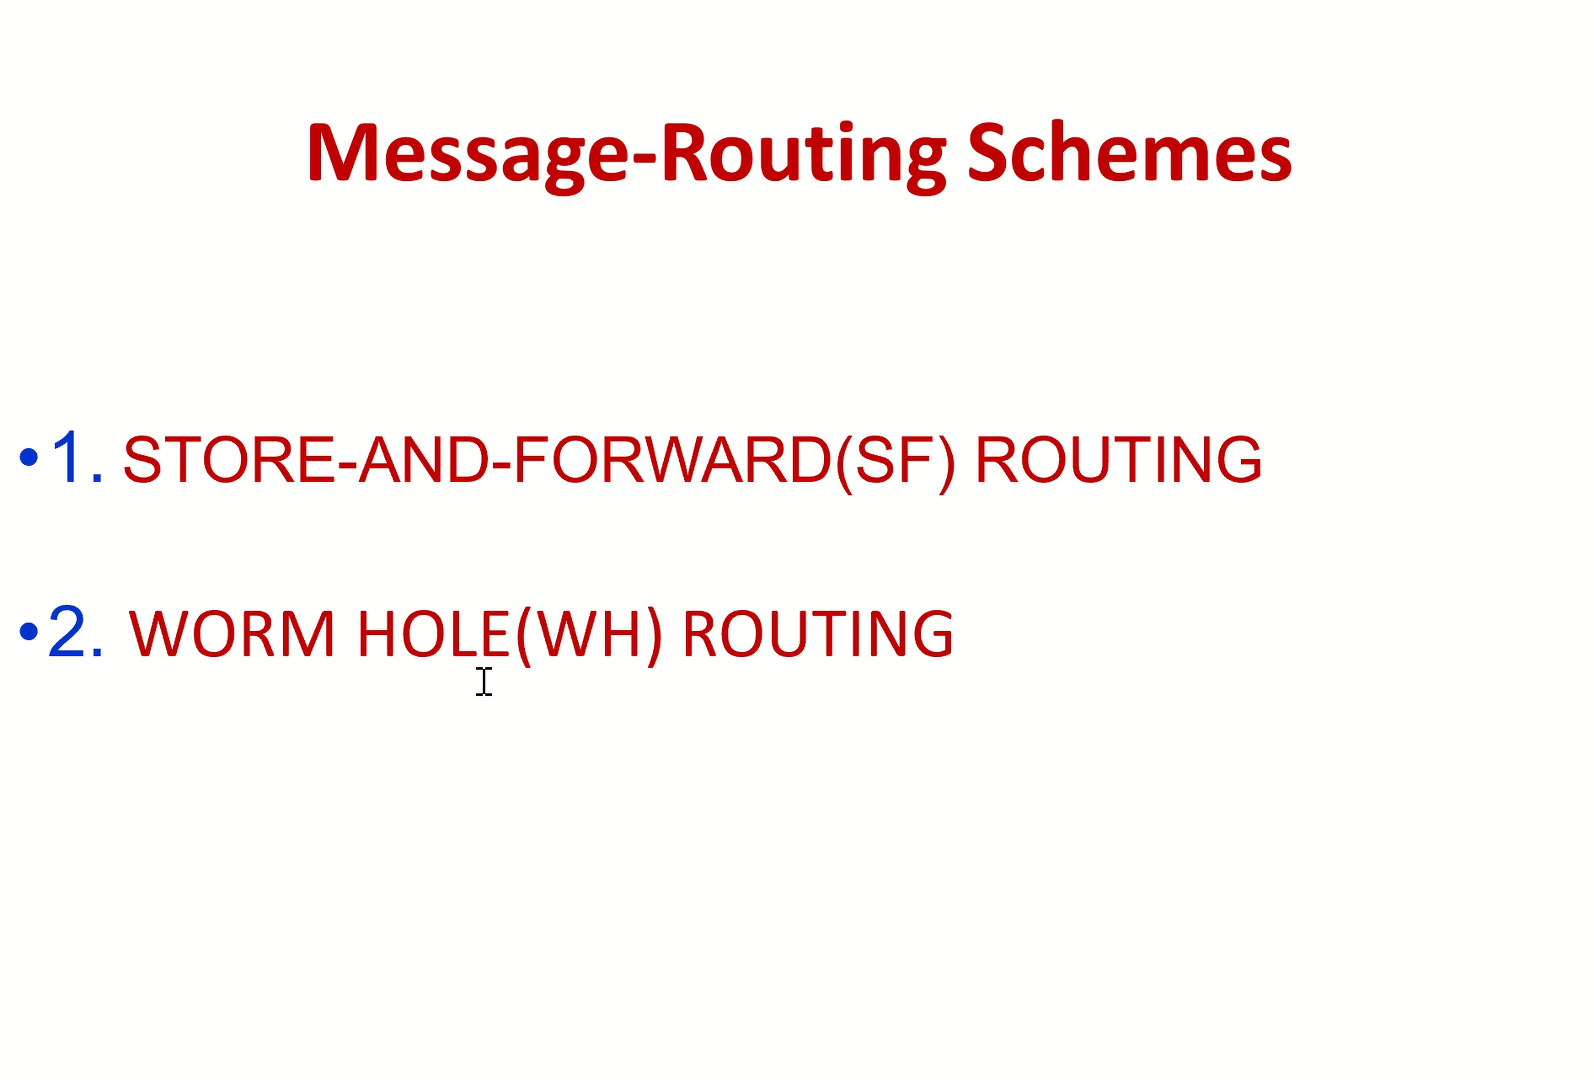 Message-Routing Schemes
•1. STORE-AND-FORWARD(SF) ROUTING
•2. WORM HOLE(WH) ROUTING